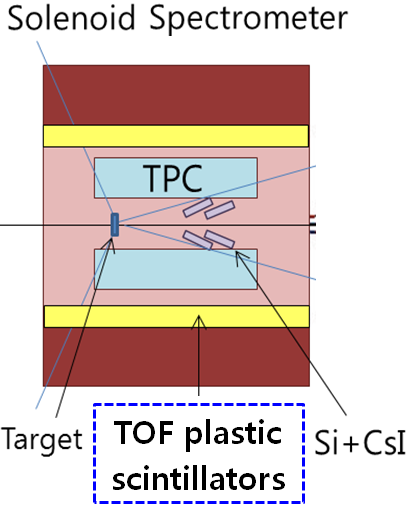 Solenoid Spectrometer
TPC
Target
TOF plastic
scintillators
Si+CsI